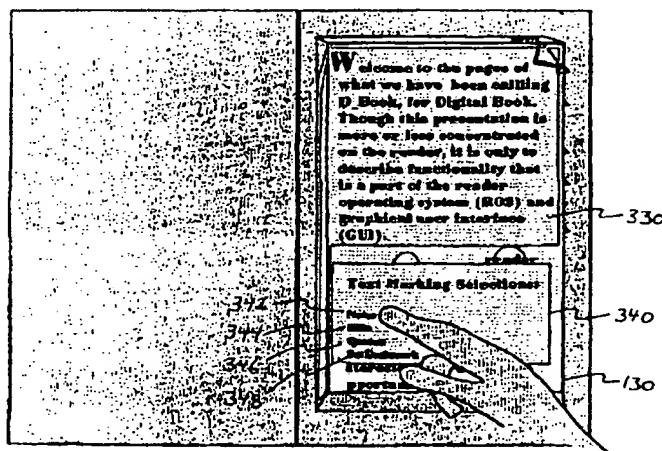 Welcome to the pages of
what we have been calling
D_Book, for Digital Book.
Though this presentation is
more or less concentrated
on the reader, it is only to
describe functionality that
is a part of the reader
operating system (ROS) and
graphical user interface
(GUI).
330
render
Text Marking Selections:
342
340
344
346
130
348